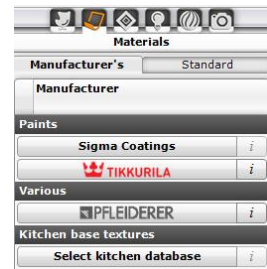 Materials
Manufacturer's Standard
Manufacturer
Paints
Sigma Coatings i
TIKKURILA i
Various
PFLEIDERER i
Kitchen base textures
Select kitchen database i